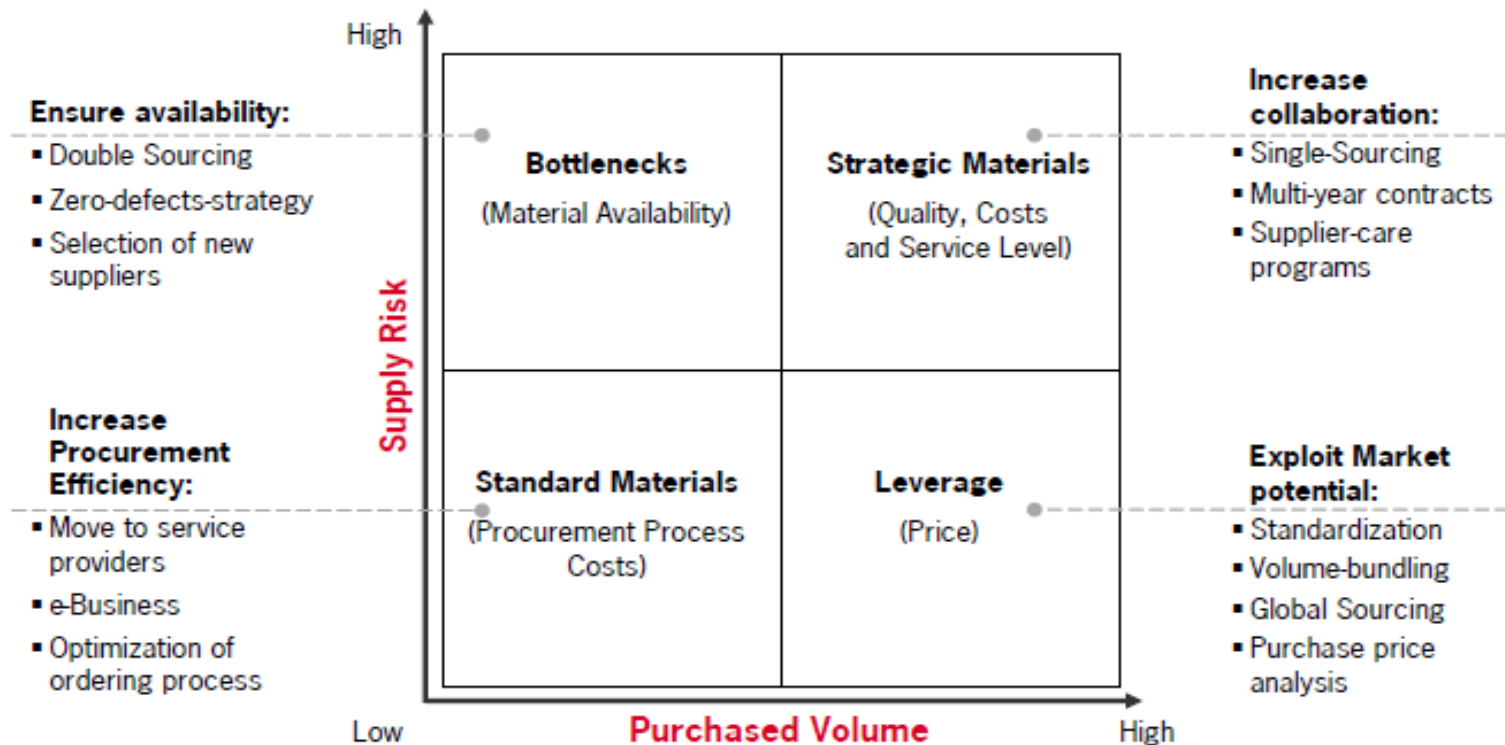 High
Ensure availability:
▪ Double Sourcing
▪ Zero-defects-strategy
▪ Selection of new
suppliers
Bottlenecks
(Material Availability)
Strategic Materials
(Quality, Costs
and Service Level)
Increase
collaboration:
▪ Single-Sourcing
▪ Multi-year contracts
▪ Supplier-care
programs
Supply Risk
Increase
Procurement
Efficiency:
▪ Move to service
providers
▪ e-Business
▪ Optimization of
ordering process
Standard Materials
(Procurement Process
Costs)
Leverage
(Price)
Exploit Market
potential:
▪ Standardization
▪ Volume-bundling
▪ Global Sourcing
▪ Purchase price
analysis
Low
Purchased Volume
High